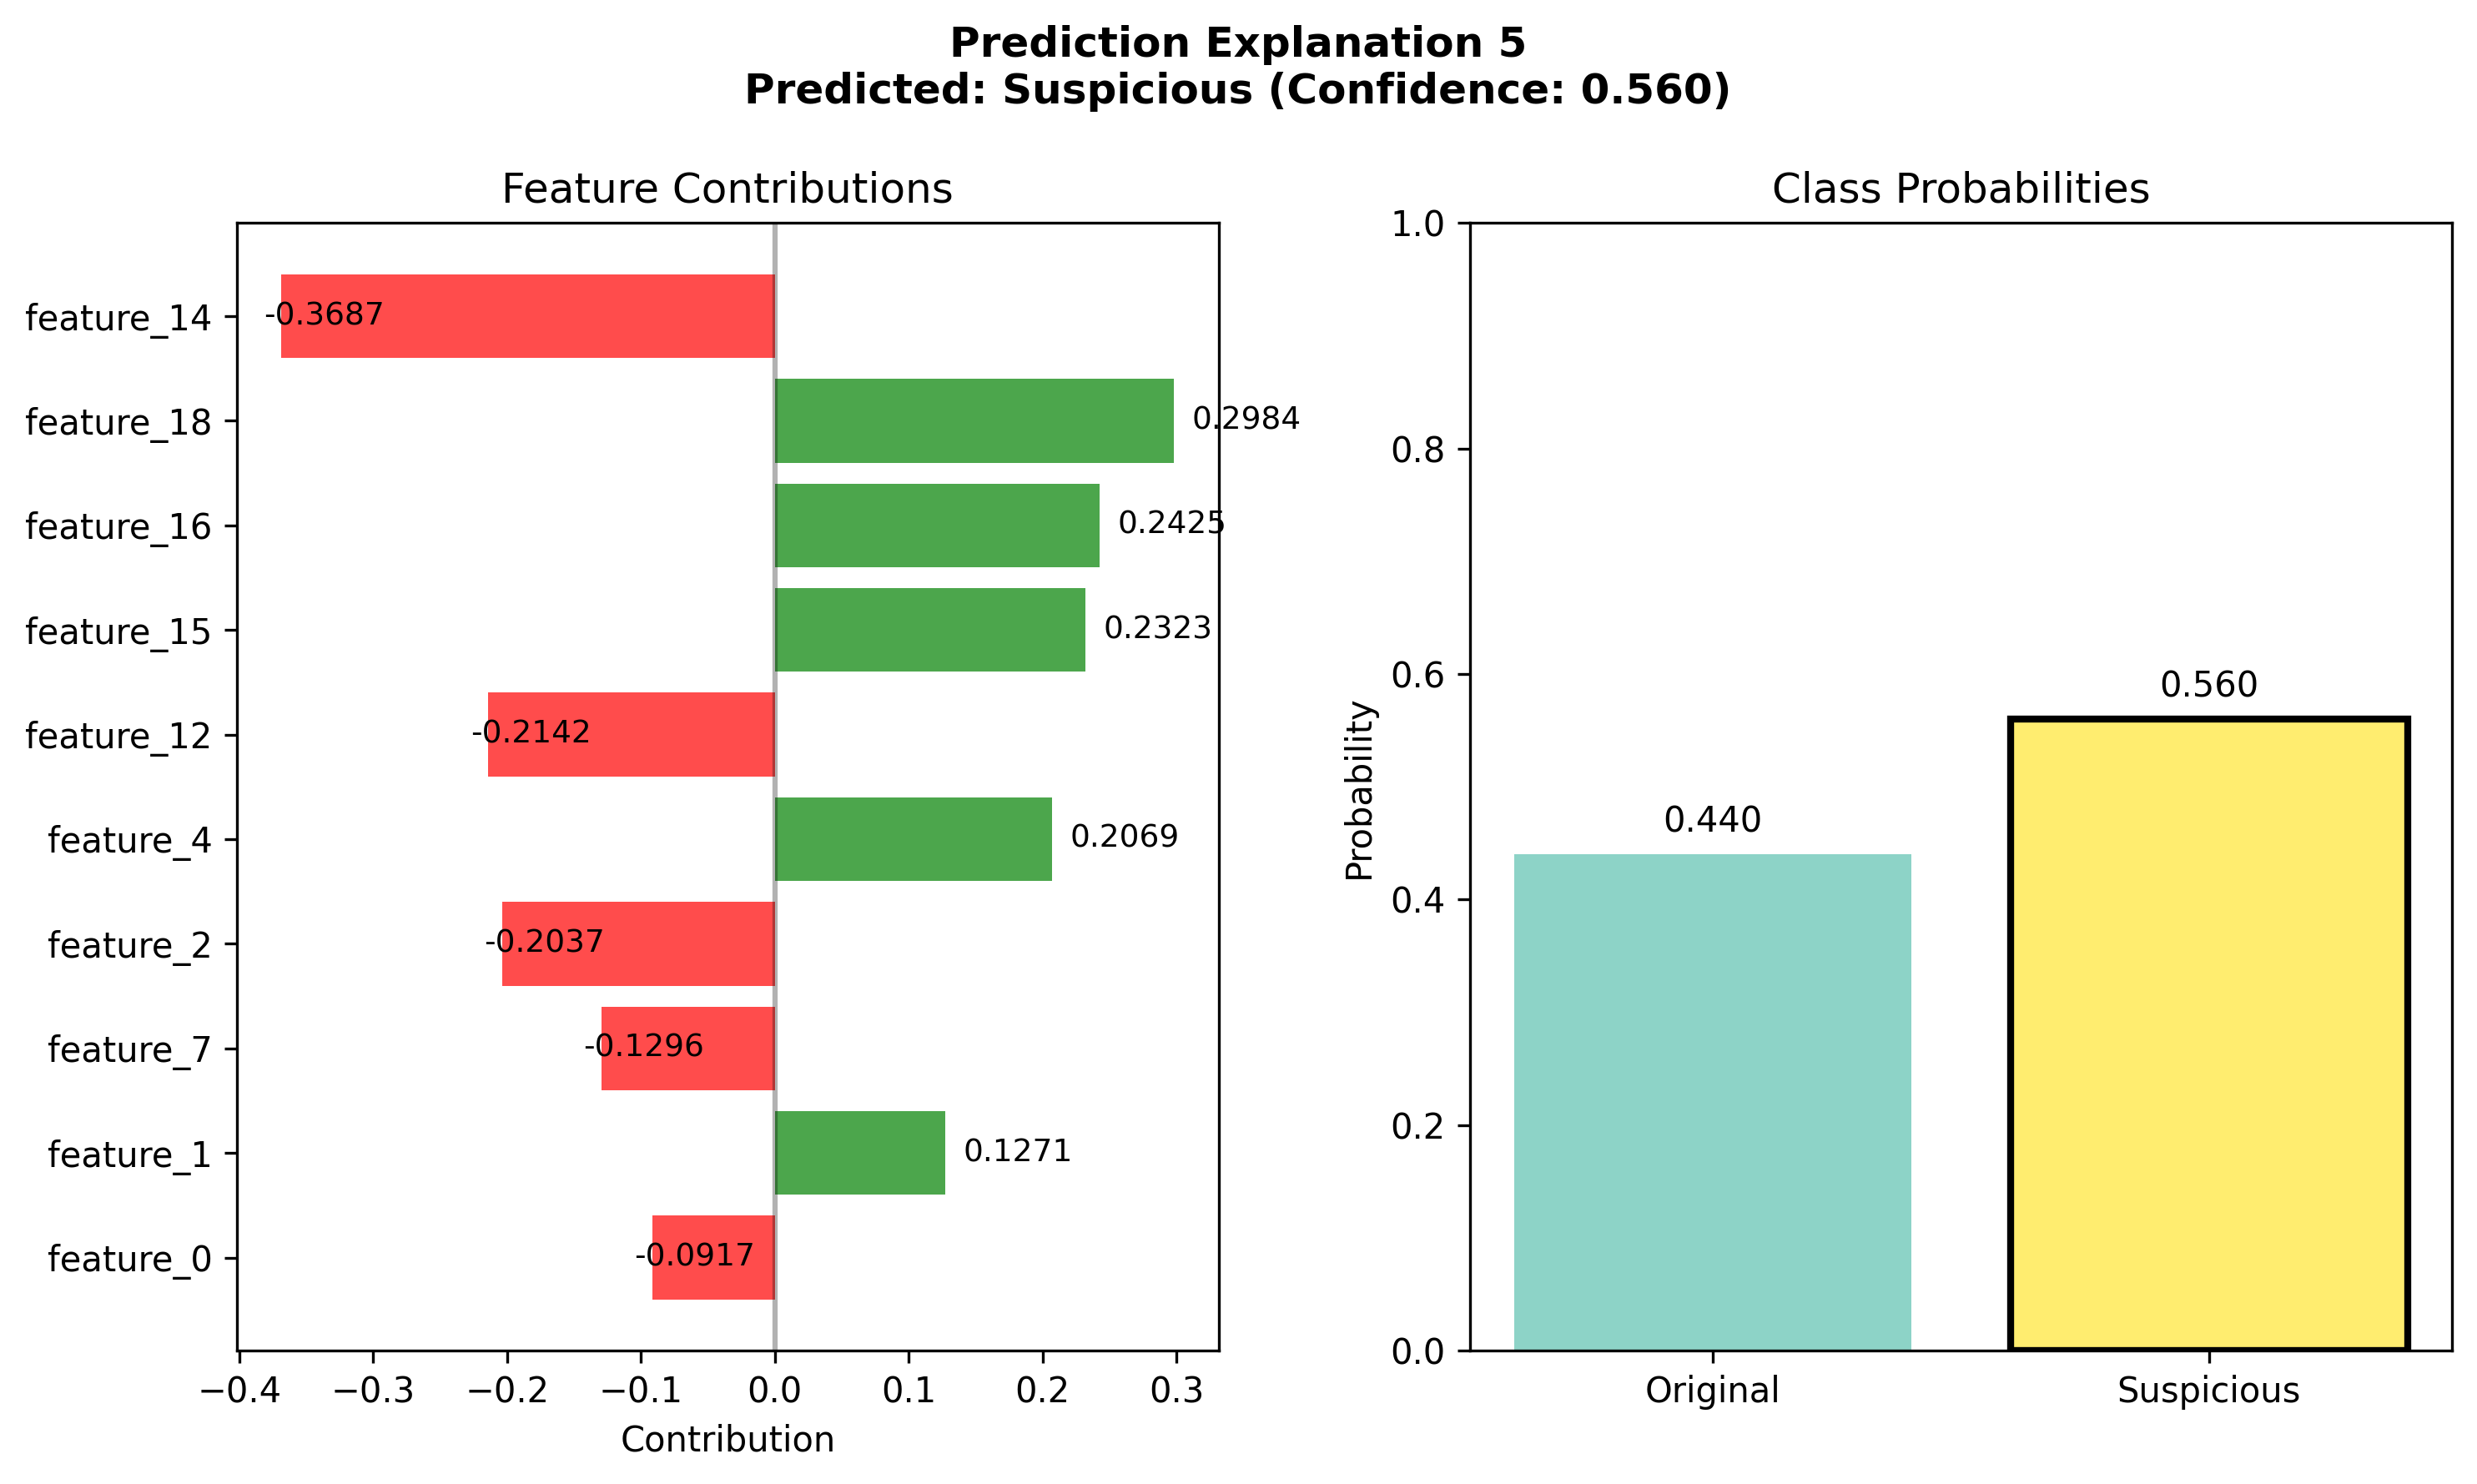 Prediction Explanation 5
Predicted: Suspicious (Confidence: 0.560)
Feature Contributions
feature_14
-0.3687
feature_18
0.2984
feature_16
0.2425
feature_15
0.2323
feature_12
-0.2142
feature_4
0.2069
feature_2
-0.2037
feature_7
-0.1296
feature_1
0.1271
feature_0
-0.0917
−0.4 −0.3 −0.2 −0.1 0.0 0.1 0.2 0.3
Contribution
Class Probabilities
1.0
0.8
0.6
0.4
0.2
0.0
Probability
0.440
0.560
Original Suspicious